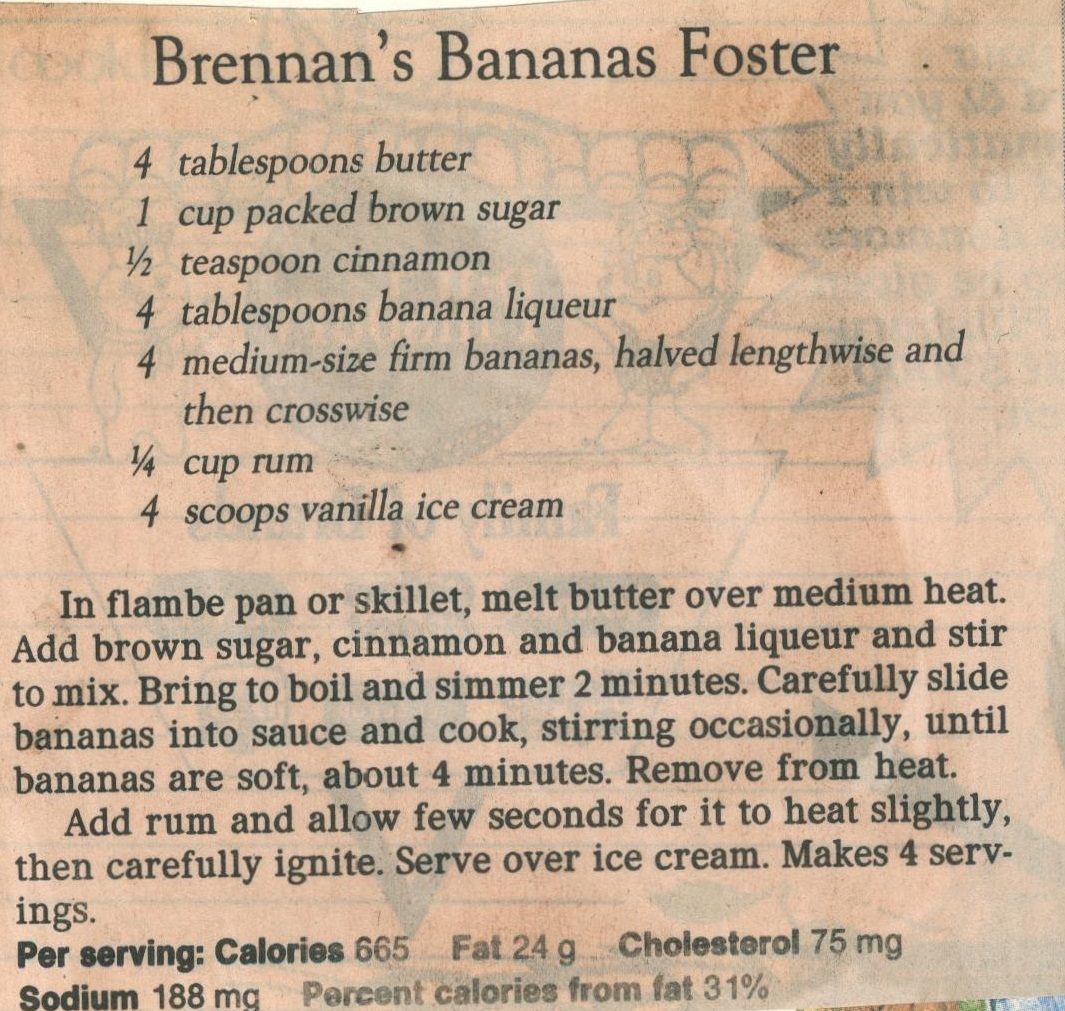 Brennan's Bananas Foster
4 tablespoons butter
1 cup packed brown sugar
½ teaspoon cinnamon
4 tablespoons banana liqueur
4 medium-size firm bananas, halved lengthwise and
then crosswise
¼ cup rum
4 scoops vanilla ice cream
In flambe pan or skillet, melt butter over medium heat.
Add brown sugar, cinnamon and banana liqueur and stir
to mix. Bring to boil and simmer 2 minutes. Carefully slide
bananas into sauce and cook, stirring occasionally, until
bananas are soft, about 4 minutes. Remove from heat.
Add rum and allow few seconds for it to heat slightly,
then carefully ignite. Serve over ice cream. Makes 4 serv-
ings.
Per serving: Calories 665 Fat 24 g Cholesterol 75 mg
Sodium 188 mg Percent calories from fat 31%